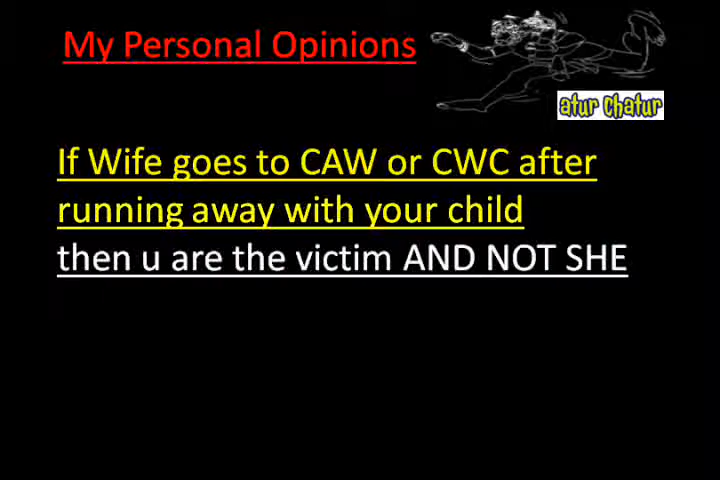 My Personal Opinions
atur chatur
If Wife goes to CAW or CWC after
running away with your child
then u are the victim AND NOT SHE